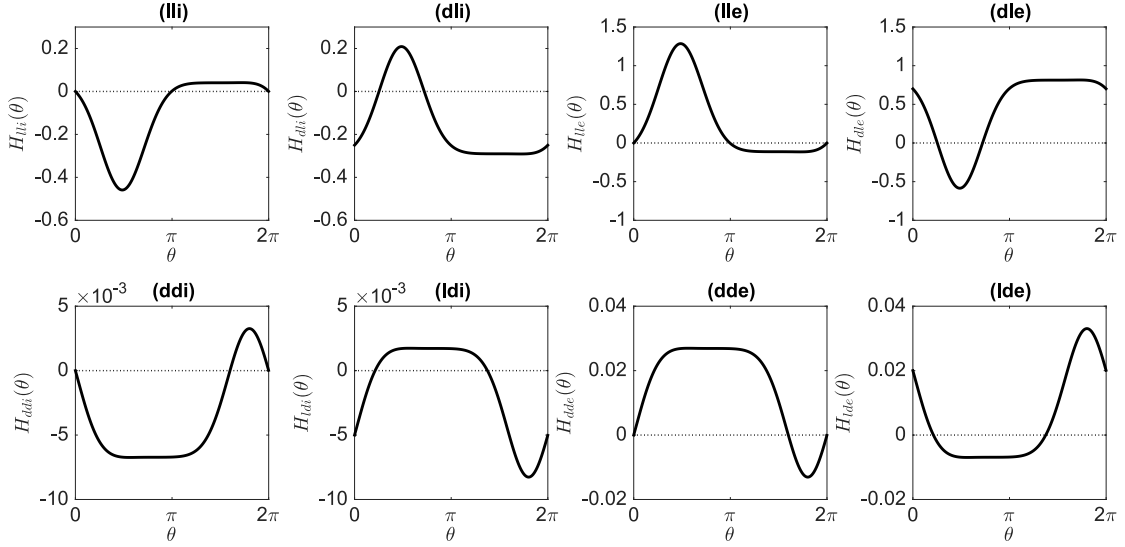 (lli)
0.2
0
-0.2
-0.4
-0.6
H_lli(θ)
0 π 2π
θ
(dli)
0.2
0
-0.2
-0.4
-0.6
H_dli(θ)
0 π 2π
θ
(lle)
1.5
1
0.5
0
-0.5
-1
H_lle(θ)
0 π 2π
θ
(dle)
1.5
1
0.5
0
-0.5
-1
H_dle(θ)
0 π 2π
θ
(ddi)
×10⁻³
5
0
-5
-10
H_ddi(θ)
0 π 2π
θ
(ldi)
×10⁻³
5
0
-5
-10
H_ldi(θ)
0 π 2π
θ
(dde)
0.04
0.02
0
-0.02
H_dde(θ)
0 π 2π
θ
(lde)
0.04
0.02
0
-0.02
H_lde(θ)
0 π 2π
θ